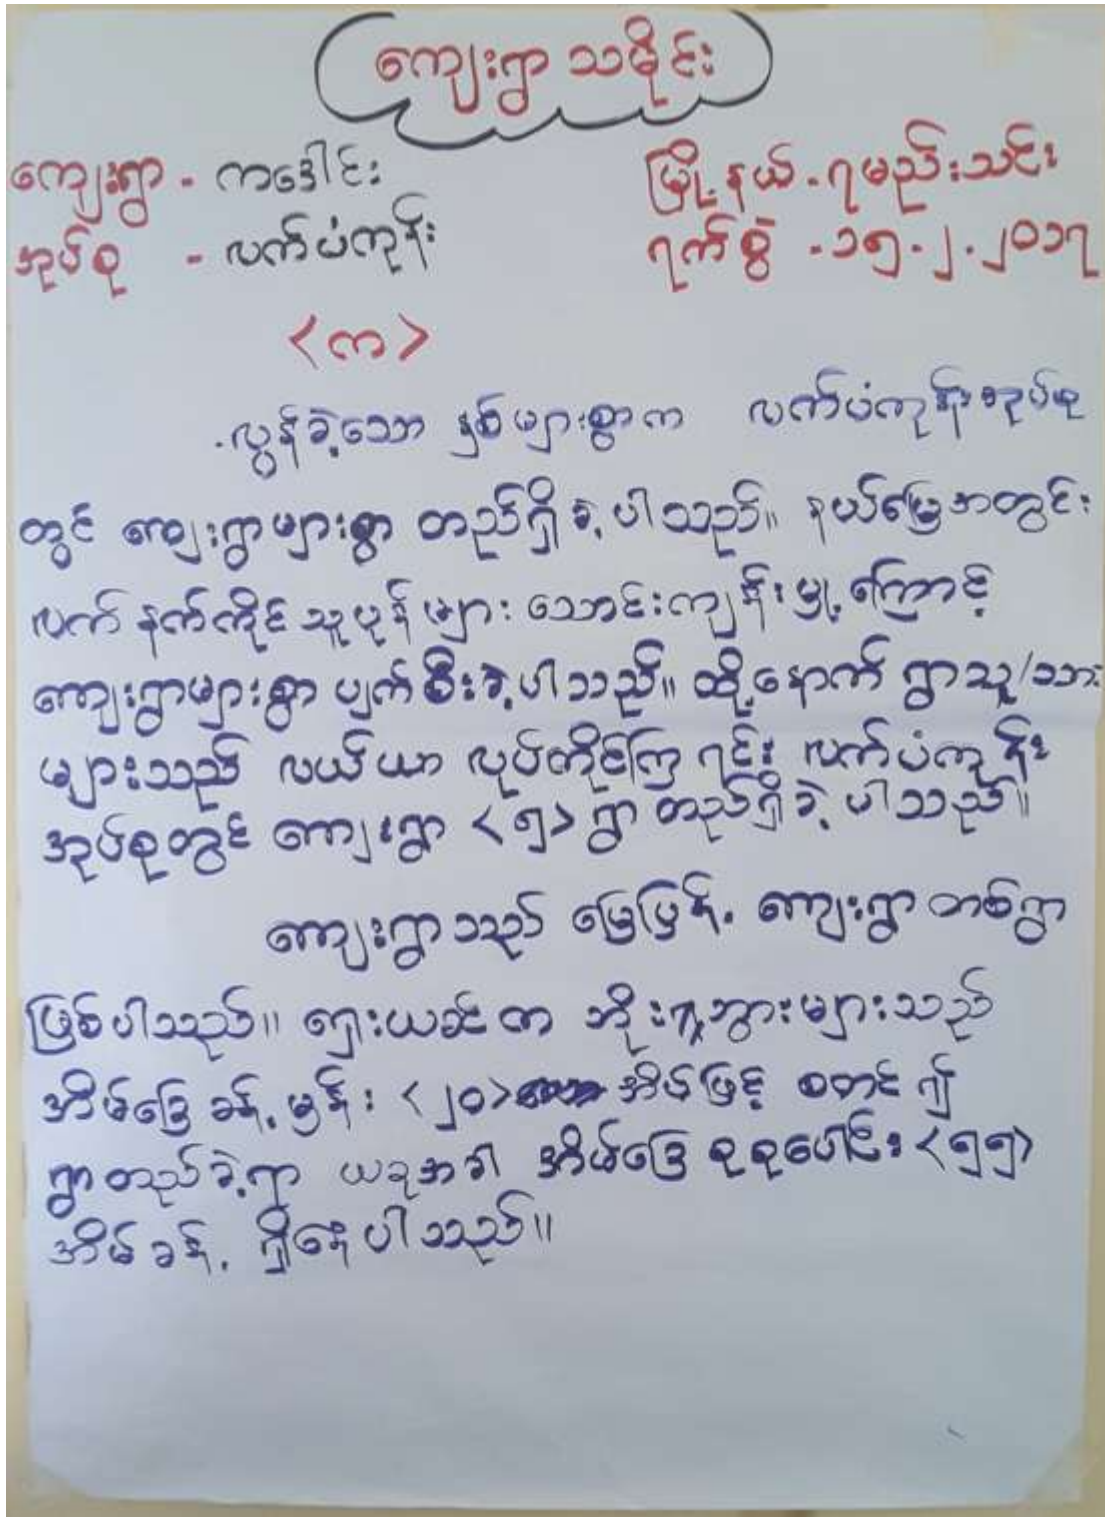 ကျေးရွာ သမိုင်း
ကျေးရွာ - ကဒေါင်း မြို့နယ် - ရမည်းသင်း
အုပ်စု - လက်ပံကုန်း ရက်စွဲ - ၁၅.၂.၂၀၁၇
<က>
.လွန်ခဲ့သော နှစ်များစွာက လက်ပံကုန်းအုပ်စု
တွင် ကျေးရွာများစွာ တည်ရှိခဲ့ပါသည်။ နယ်မြေအတွင်း
လက်နက်ကိုင် သူပုန်များ သောင်းကျန်းမှု့ကြောင့်
ကျေးရွာများစွာ ပျက်စီးခဲ့ပါသည်။ ထို့နောက် ရွာသူ/သား
များသည် လယ်ယာ လုပ်ကိုင်ကြရင်း လက်ပံကုန်း
အုပ်စုတွင် ကျေးရွာ <၅> ရွာ တည်ရှိခဲ့ပါသည်။
ကျေးရွာသည် မြေပြန့် ကျေးရွာတစ်ရွာ
ဖြစ်ပါသည်။ ရှေးယခင်က ဘိုးဘွားများသည်
အိမ်ခြေ ခန့်မှန်း <၂၀> အိမ်ဖြင့် စတင်၍
ရွာတည်ခဲ့ရာ ယခုအခါ အိမ်ခြေ စုစုပေါင်း <၅၅>
အိမ်ခန့် ရှိနေပါသည်။